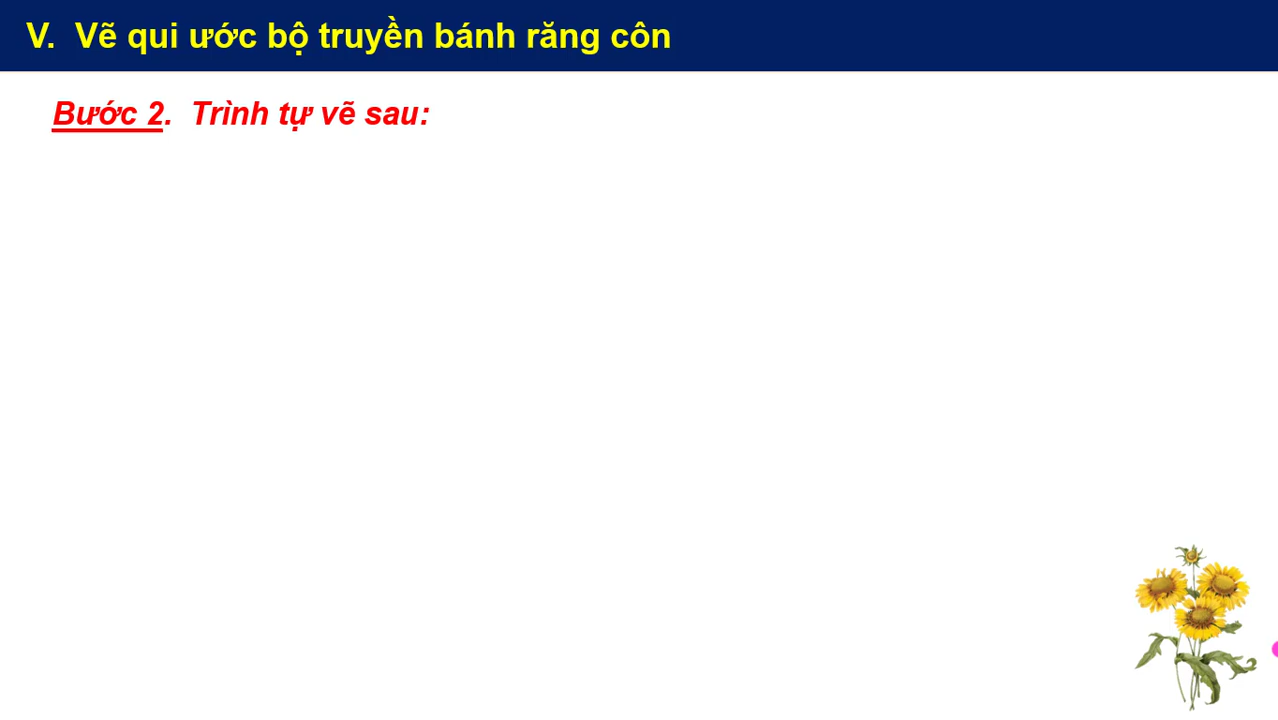 V. Vẽ qui ước bộ truyền bánh răng côn
Bước 2. Trình tự vẽ sau: